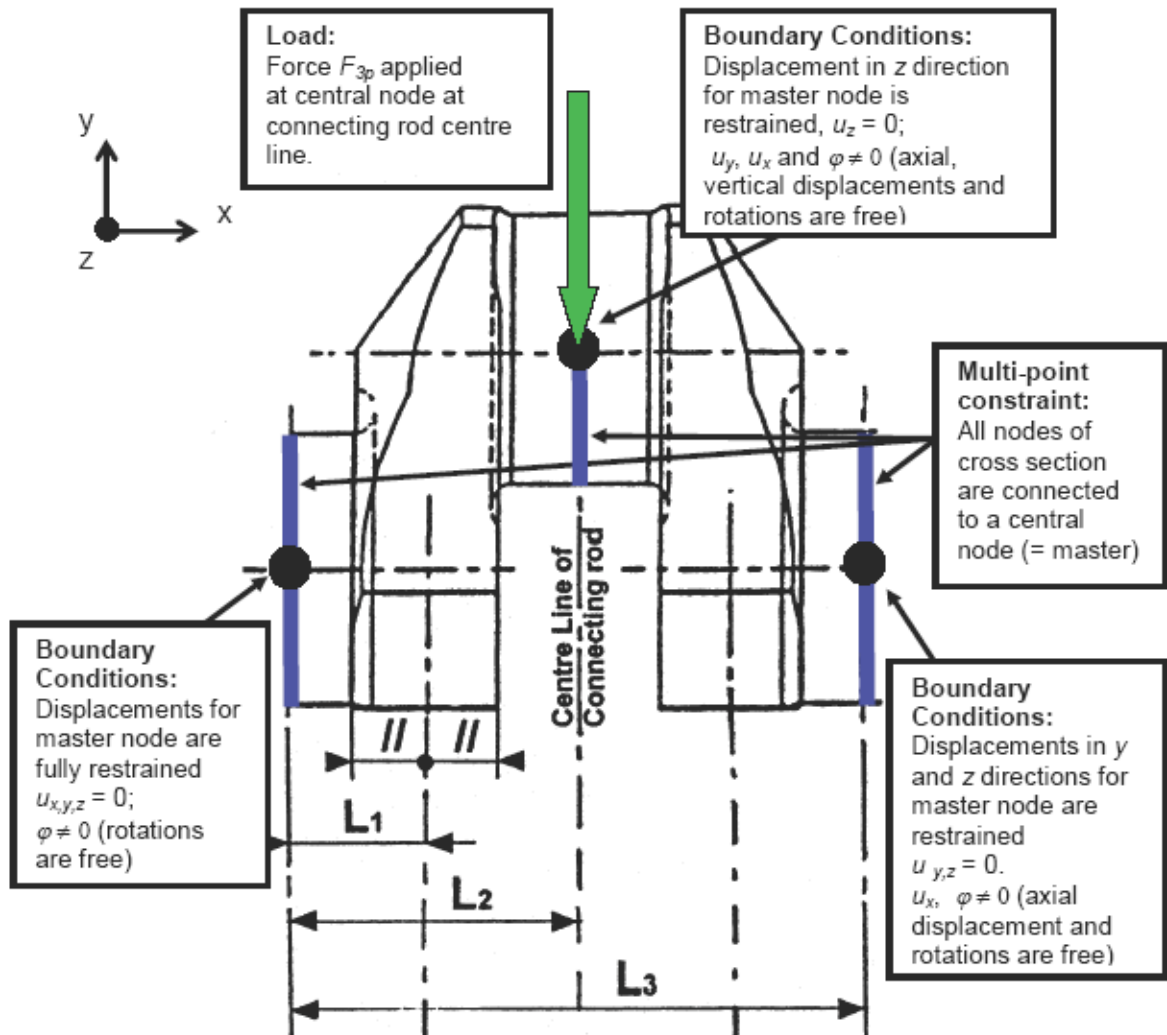 Load:
Force F3p applied
at central node at
connecting rod centre
line.
Boundary Conditions:
Displacement in z direction
for master node is
restrained, uz = 0;
uy, ux and φ ≠ 0 (axial,
vertical displacements and
rotations are free)
y
x
z
Multi-point
constraint:
All nodes of
cross section
are connected
to a central
node (= master)
Centre Line of
Connecting rod
Boundary
Conditions:
Displacements for
master node are
fully restrained
ux,y,z = 0;
φ ≠ 0 (rotations
are free)
Boundary
Conditions:
Displacements in y
and z directions for
master node are
restrained
u y,z = 0.
ux, φ ≠ 0 (axial
displacement and
rotations are free)
// //
L1
L2
L3